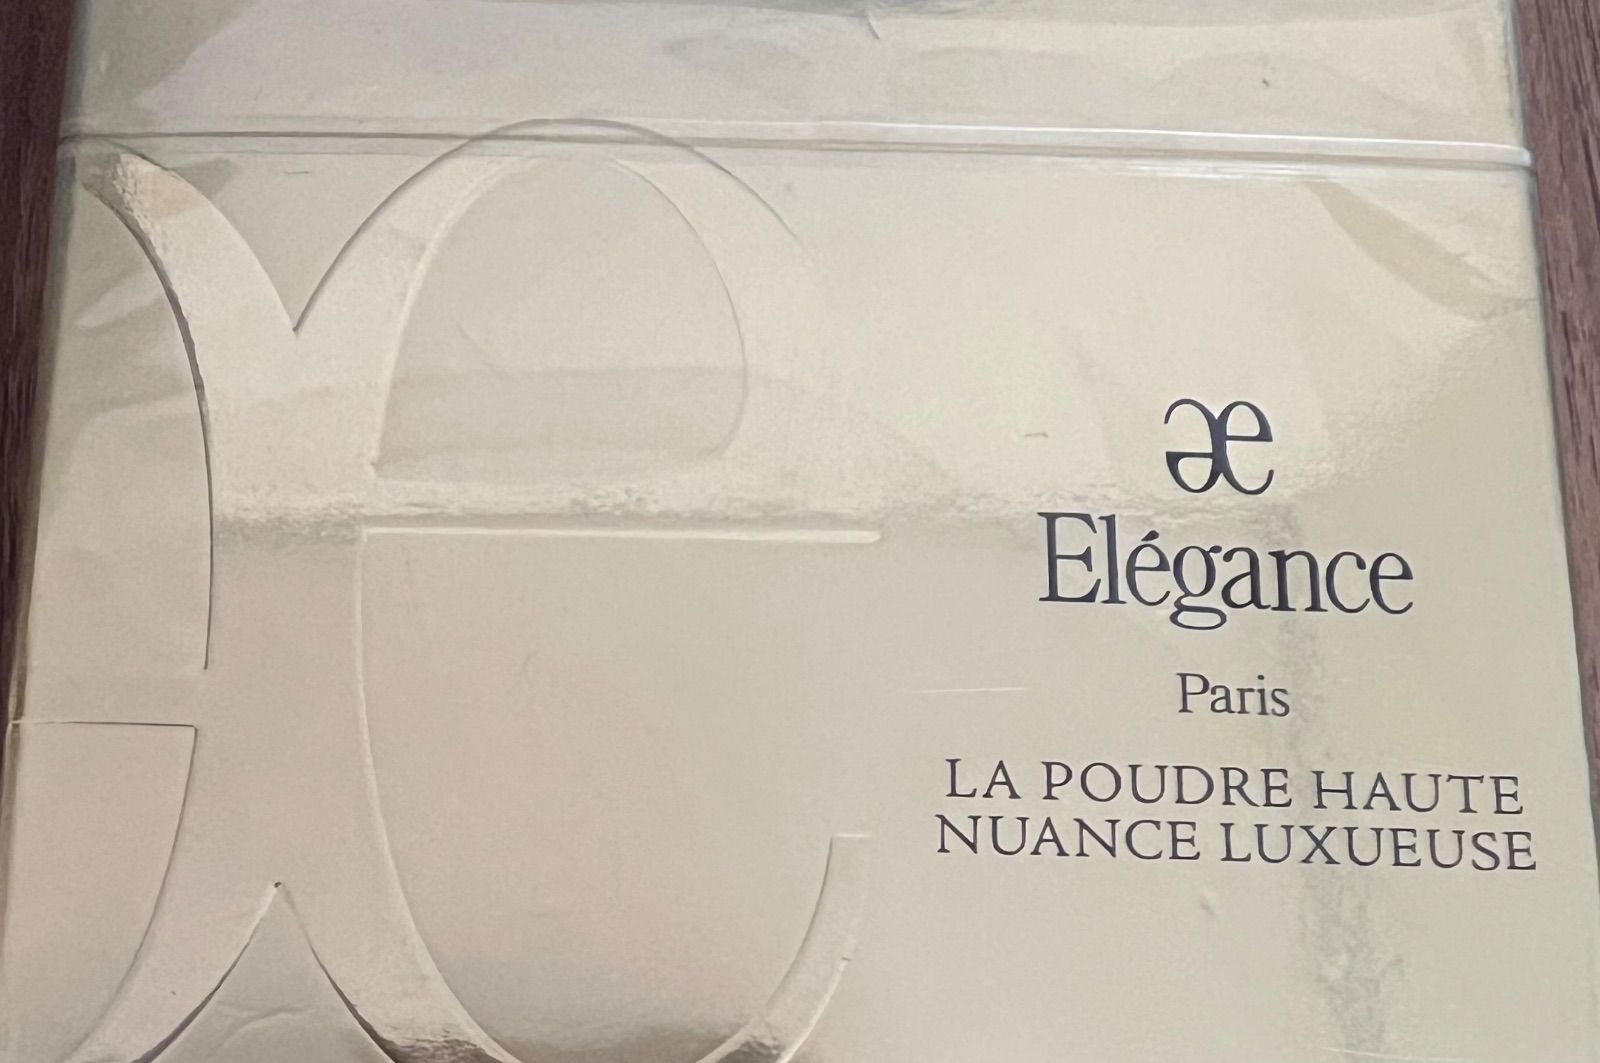 æ
Elégance
Paris
LA POUDRE HAUTE
NUANCE LUXUEUSE